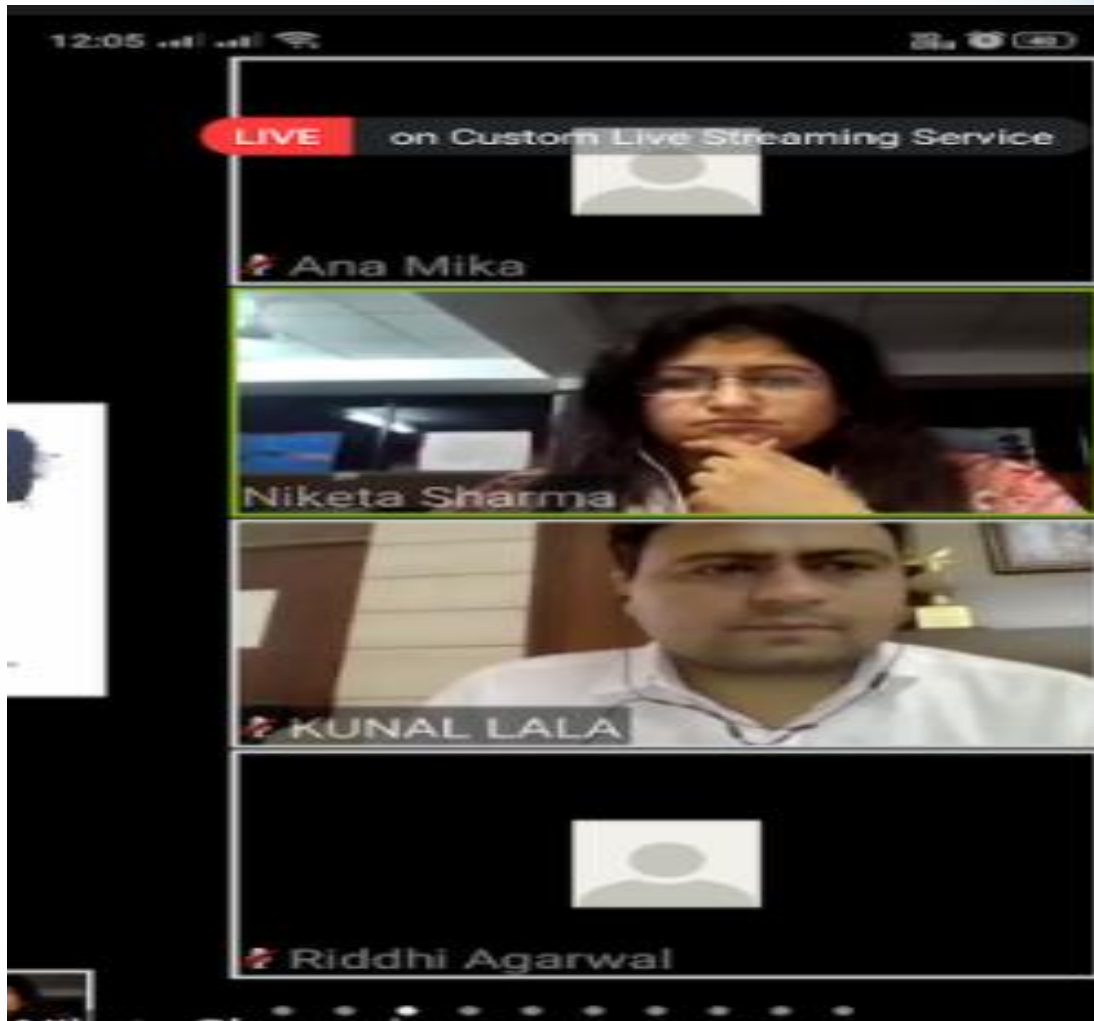 12:05
LIVE on Custom Live Streaming Service
Ana Mika
Niketa Sharma
KUNAL LALA
Riddhi Agarwal